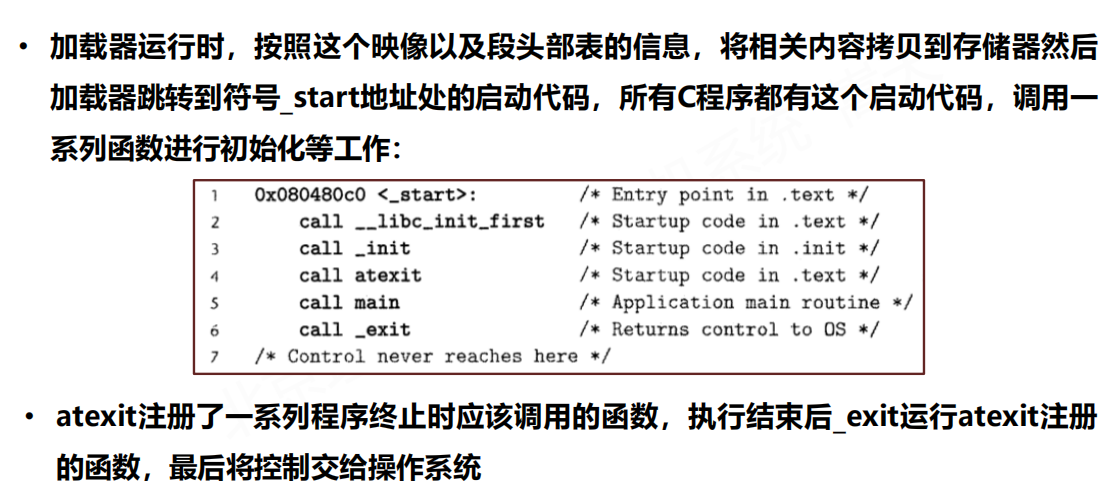 • 加载器运行时，按照这个映像以及段头部表的信息，将相关内容拷贝到存储器然后
加载器跳转到符号_start地址处的启动代码，所有C程序都有这个启动代码，调用一
系列函数进行初始化等工作：
1 0x080480c0 <_start>: /* Entry point in .text */
2 call __libc_init_first /* Startup code in .text */
3 call _init /* Startup code in .init */
4 call atexit /* Startup code in .text */
5 call main /* Application main routine */
6 call _exit /* Returns control to OS */
7 /* Control never reaches here */
• atexit注册了一系列程序终止时应该调用的函数，执行结束后_exit运行atexit注册
的函数，最后将控制交给操作系统